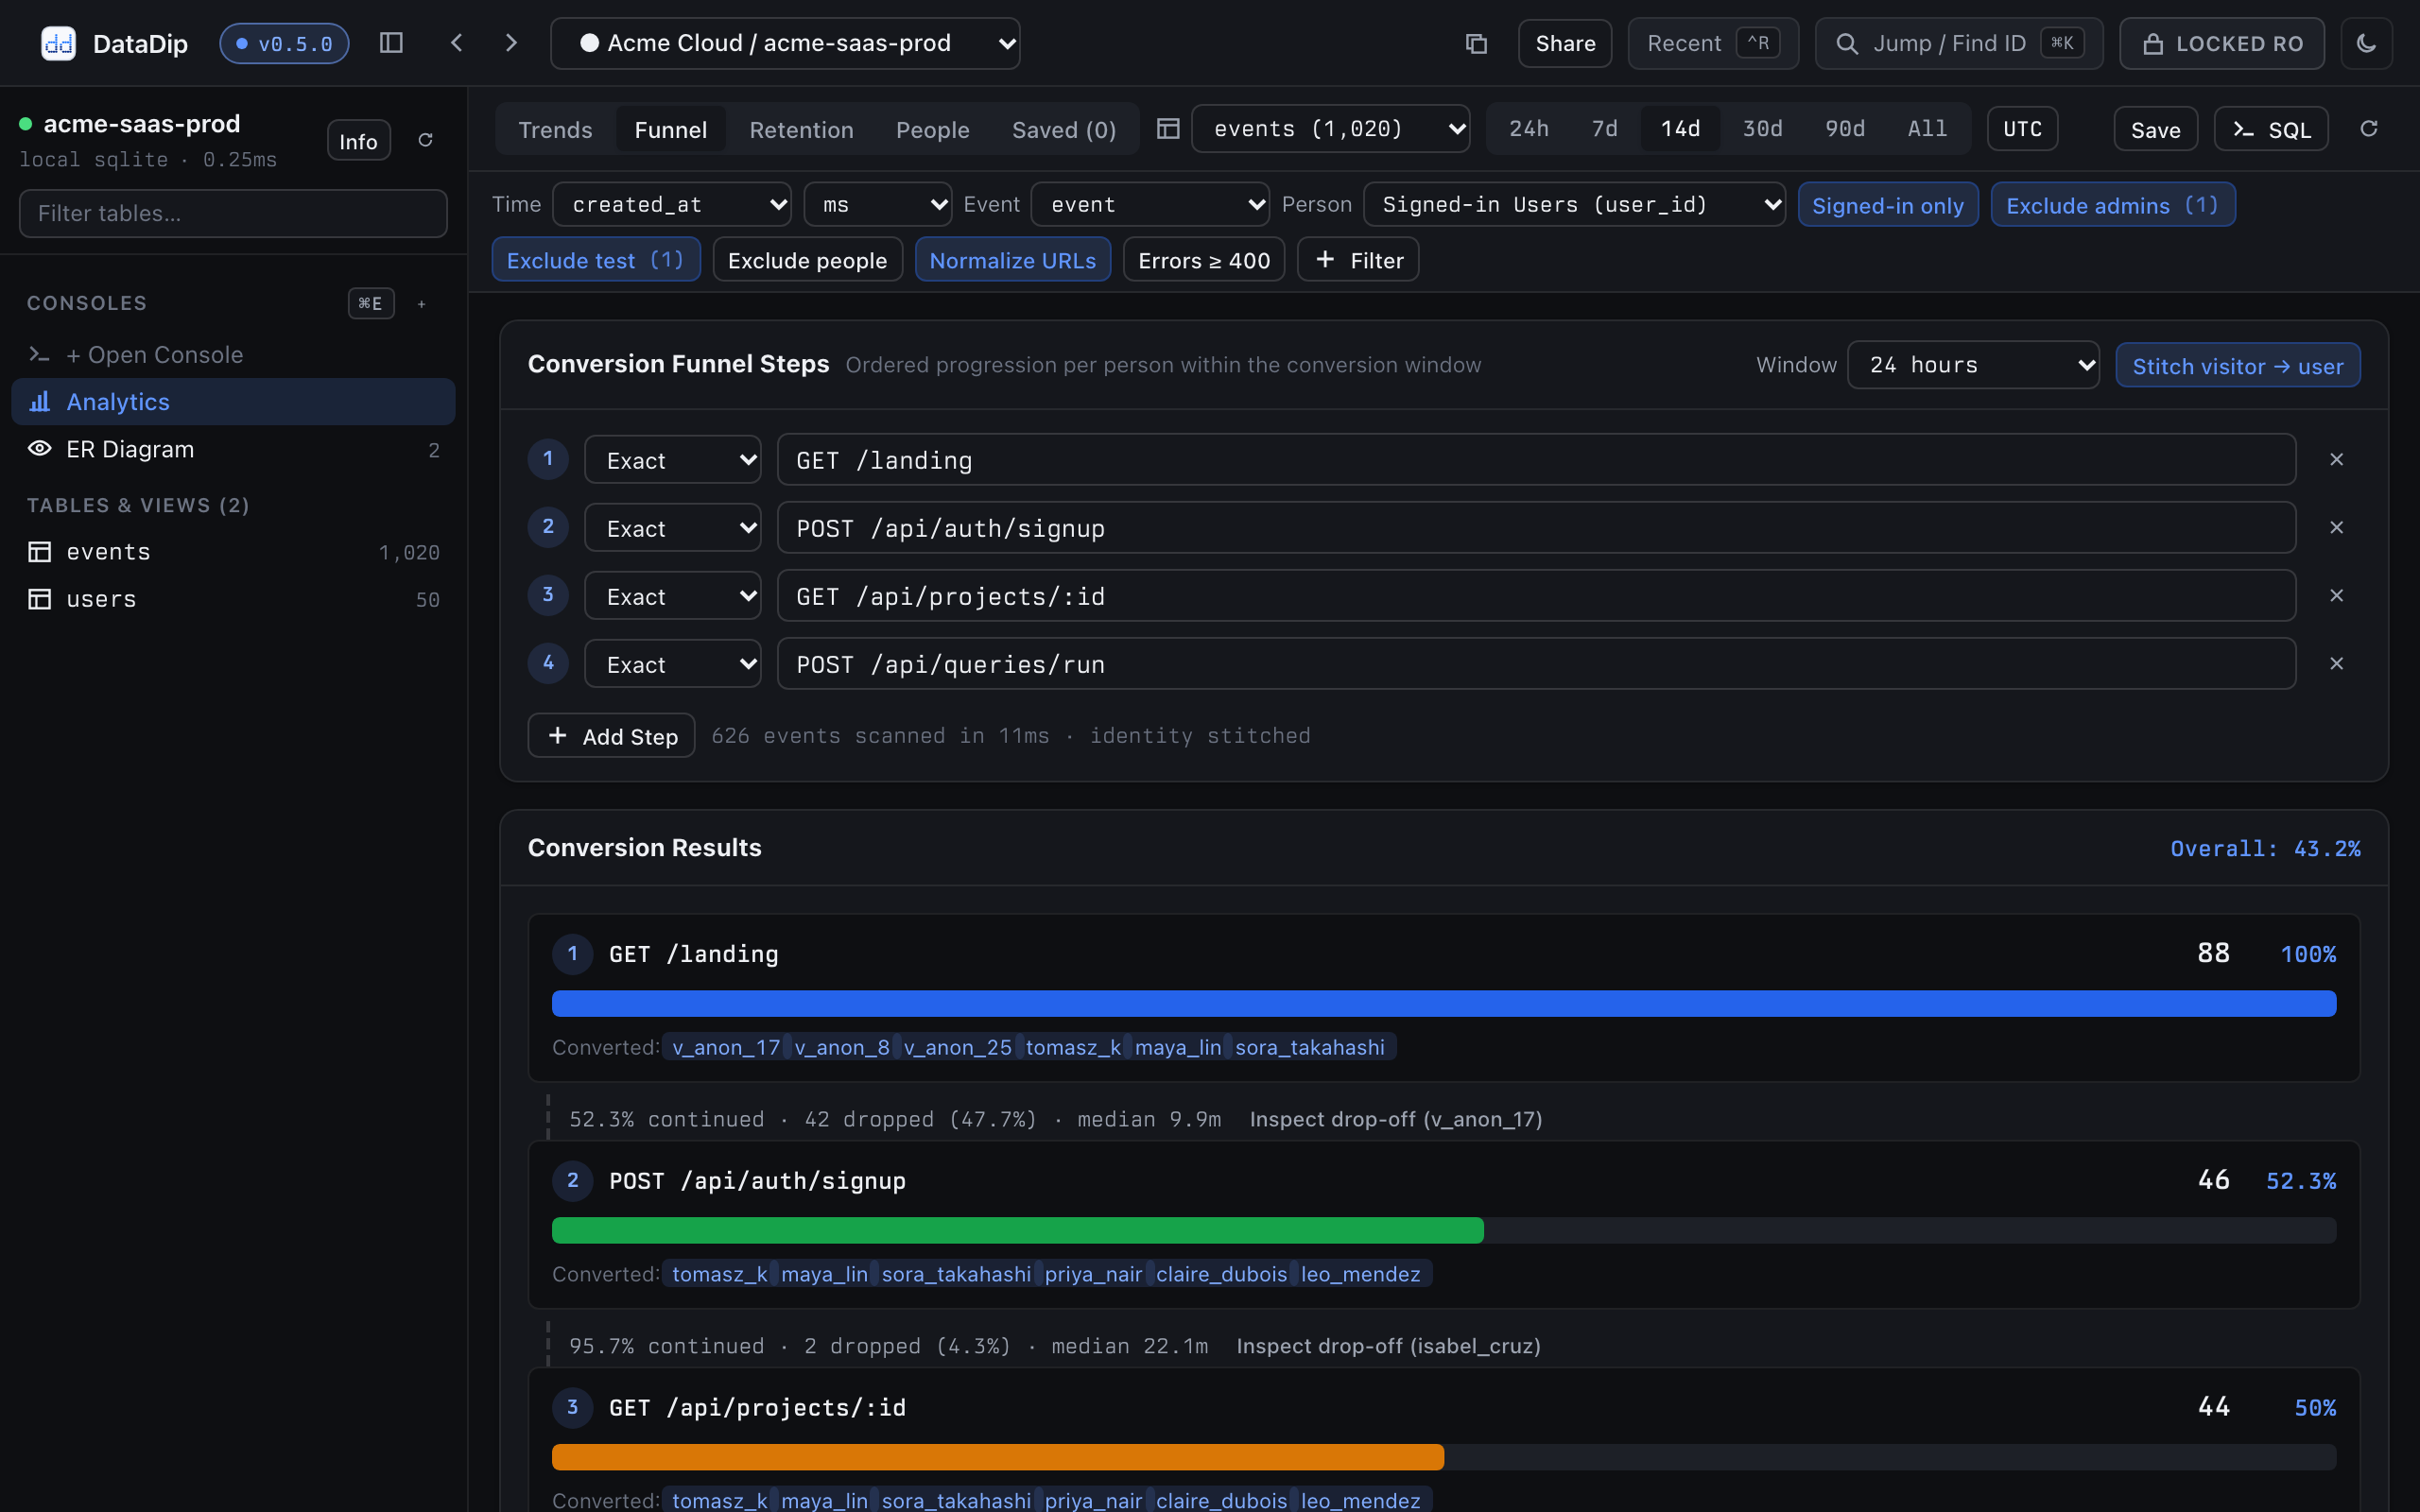 dd DataDip v0.5.0 Acme Cloud / acme-saas-prod Share Recent ^R Jump / Find ID ⌘K LOCKED RO
acme-saas-prod
local sqlite · 0.25ms
Info
Filter tables...
CONSOLES ⌘E +
+ Open Console
Analytics
ER Diagram 2
TABLES & VIEWS (2)
events 1,020
users 50
Trends Funnel Retention People Saved (0) events (1,020) 24h 7d 14d 30d 90d All UTC Save SQL
Time created_at ms Event event Person Signed-in Users (user_id) Signed-in only Exclude admins (1)
Exclude test (1) Exclude people Normalize URLs Errors ≥ 400 + Filter
Conversion Funnel Steps Ordered progression per person within the conversion window Window 24 hours Stitch visitor → user
1 Exact GET /landing ×
2 Exact POST /api/auth/signup ×
3 Exact GET /api/projects/:id ×
4 Exact POST /api/queries/run ×
+ Add Step 626 events scanned in 11ms · identity stitched
Conversion Results Overall: 43.2%
1 GET /landing 88 100%
Converted: v_anon_17 v_anon_8 v_anon_25 tomasz_k maya_lin sora_takahashi
52.3% continued · 42 dropped (47.7%) · median 9.9m Inspect drop-off (v_anon_17)
2 POST /api/auth/signup 46 52.3%
Converted: tomasz_k maya_lin sora_takahashi priya_nair claire_dubois leo_mendez
95.7% continued · 2 dropped (4.3%) · median 22.1m Inspect drop-off (isabel_cruz)
3 GET /api/projects/:id 44 50%
Converted: tomasz_k maya_lin sora_takahashi priya_nair claire_dubois leo_mendez